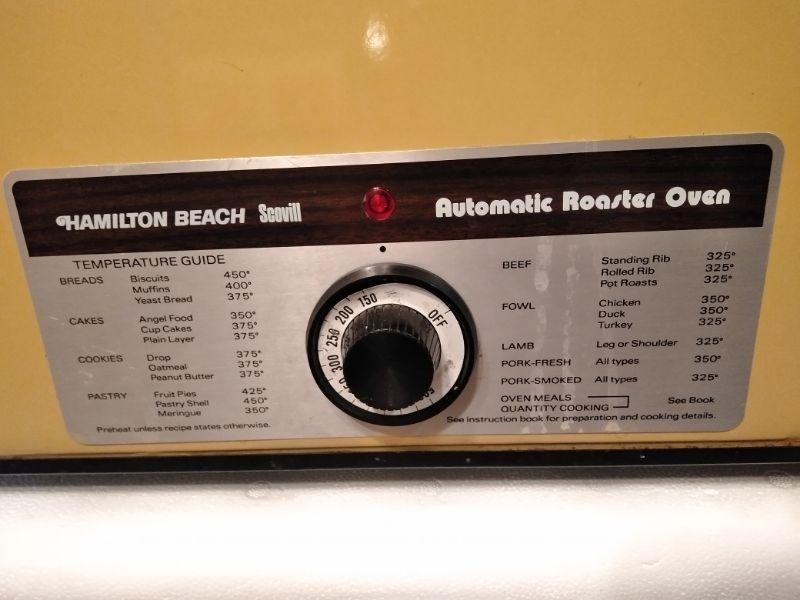 HAMILTON BEACH Scovill
Automatic Roaster Oven
TEMPERATURE GUIDE
BREADS Biscuits 450°
Muffins 400°
Yeast Bread 375°
CAKES Angel Food 350°
Cup Cakes 375°
Plain Layer 375°
COOKIES Drop 375°
Oatmeal 375°
Peanut Butter 375°
PASTRY Fruit Pies 425°
Pastry Shell 450°
Meringue 350°
Preheat unless recipe states otherwise.
OFF
150
200
250
300
BEEF Standing Rib 325°
Rolled Rib 325°
Pot Roasts 325°
FOWL Chicken 350°
Duck 350°
Turkey 325°
LAMB Leg or Shoulder 325°
PORK-FRESH All types 350°
PORK-SMOKED All types 325°
OVEN MEALS
QUANTITY COOKING See Book
See instruction book for preparation and cooking details.